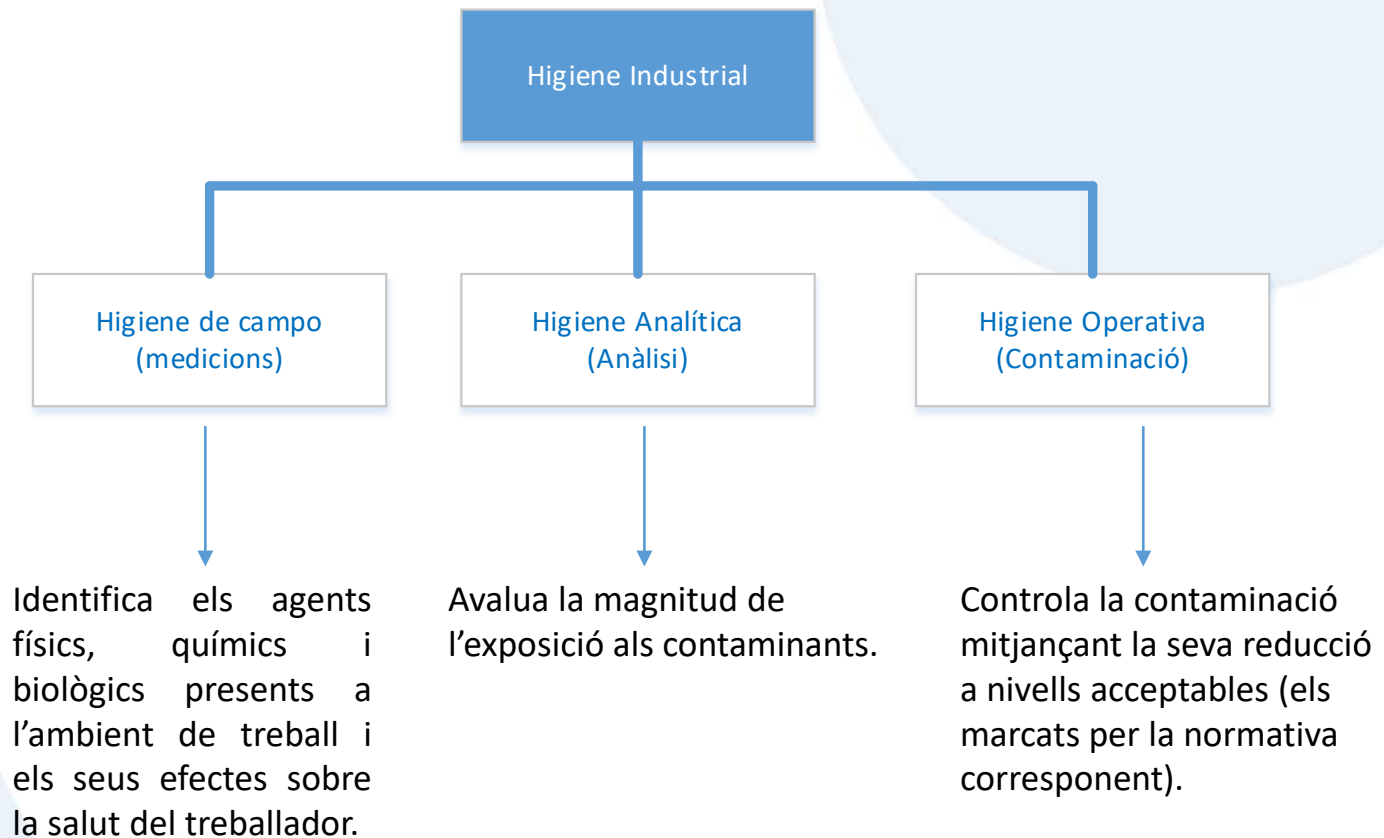 Higiene Industrial
Higiene de campo
(medicions)
Higiene Analítica
(Anàlisi)
Higiene Operativa
(Contaminació)
Identifica els agents
físics, químics i
biològics presents a
l’ambient de treball i
els seus efectes sobre
la salut del treballador.
Avalua la magnitud de
l’exposició als contaminants.
Controla la contaminació
mitjançant la seva reducció
a nivells acceptables (els
marcats per la normativa
corresponent).